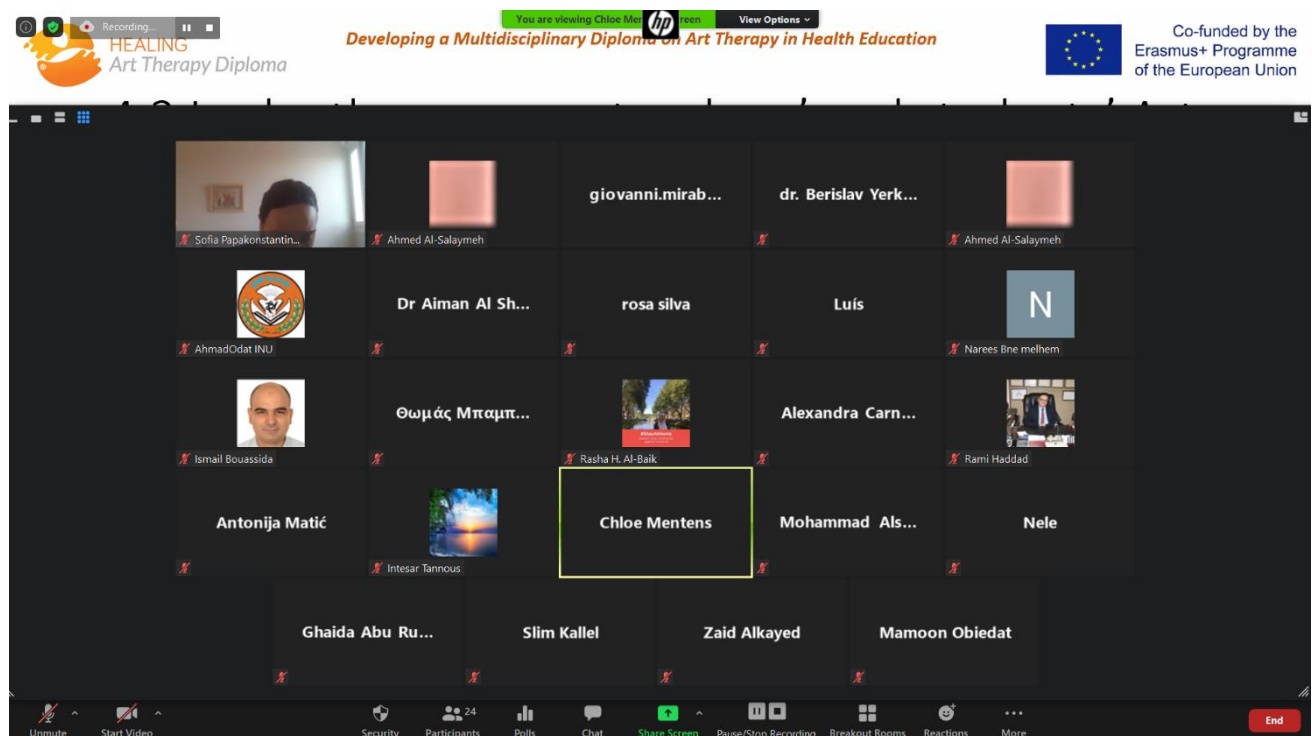 Recording...
You are viewing Chloe Mer
reen
View Options
HEALING
Art Therapy Diploma
Developing a Multidisciplinary Diploma on Art Therapy in Health Education
hp
Co-funded by the
Erasmus+ Programme
of the European Union
Sofia Papakonstantin...
Ahmed Al-Salaymeh
giovanni.mirab...
dr. Berislav Yerk...
Ahmed Al-Salaymeh
AhmadOdat INU
Dr Aiman Al Sh...
rosa silva
Luís
N
Narees Bne melhem
Ismail Bouassida
Θωμάς Μπαμπ...
Rasha H. Al-Baik
Alexandra Carn...
Rami Haddad
Antonija Matić
Intesar Tannous
Chloe Mentens
Mohammad Als...
Nele
Ghaida Abu Ru...
Slim Kallel
Zaid Alkayed
Mamoon Obiedat
Unmute
Start Video
Security
Participants
24
Polls
Chat
Share Screen
Pause/Stop Recording
Breakout Rooms
Reactions
More
End